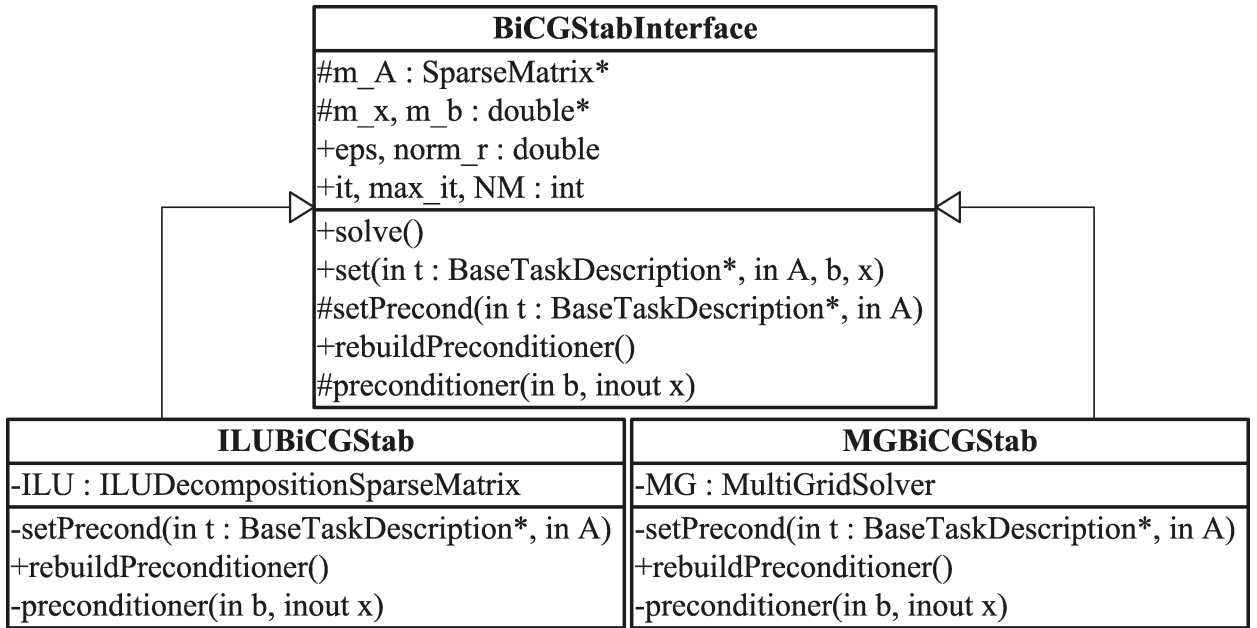 BiCGStabInterface
#m_A : SparseMatrix*
#m_x, m_b : double*
+eps, norm_r : double
+it, max_it, NM : int
+solve()
+set(in t : BaseTaskDescription*, in A, b, x)
#setPrecond(in t : BaseTaskDescription*, in A)
+rebuildPreconditioner()
#preconditioner(in b, inout x)
ILUBiCGStab
-ILU : ILUDecompositionSparseMatrix
-setPrecond(in t : BaseTaskDescription*, in A)
+rebuildPreconditioner()
-preconditioner(in b, inout x)
MGBiCGStab
-MG : MultiGridSolver
-setPrecond(in t : BaseTaskDescription*, in A)
+rebuildPreconditioner()
-preconditioner(in b, inout x)